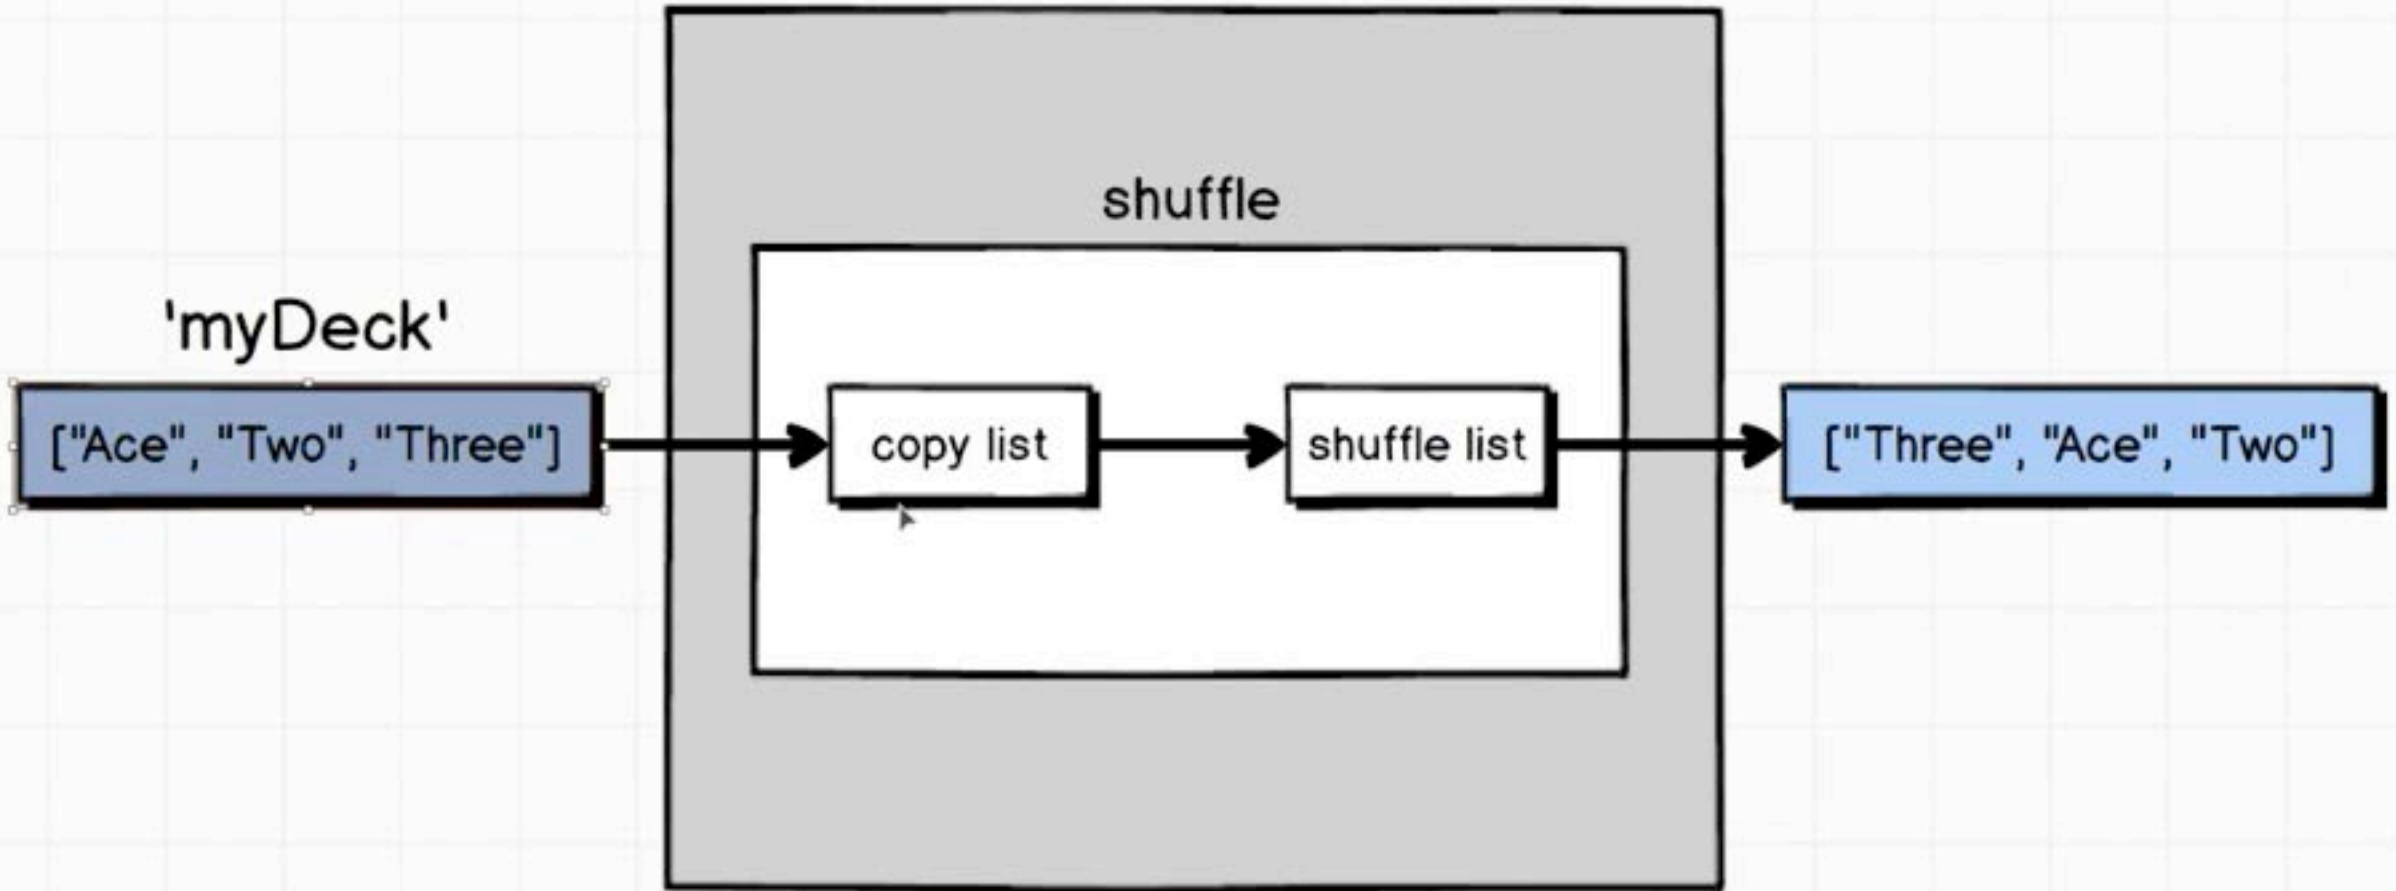 shuffle
'myDeck'
["Ace", "Two", "Three"]
copy list
shuffle list
["Three", "Ace", "Two"]